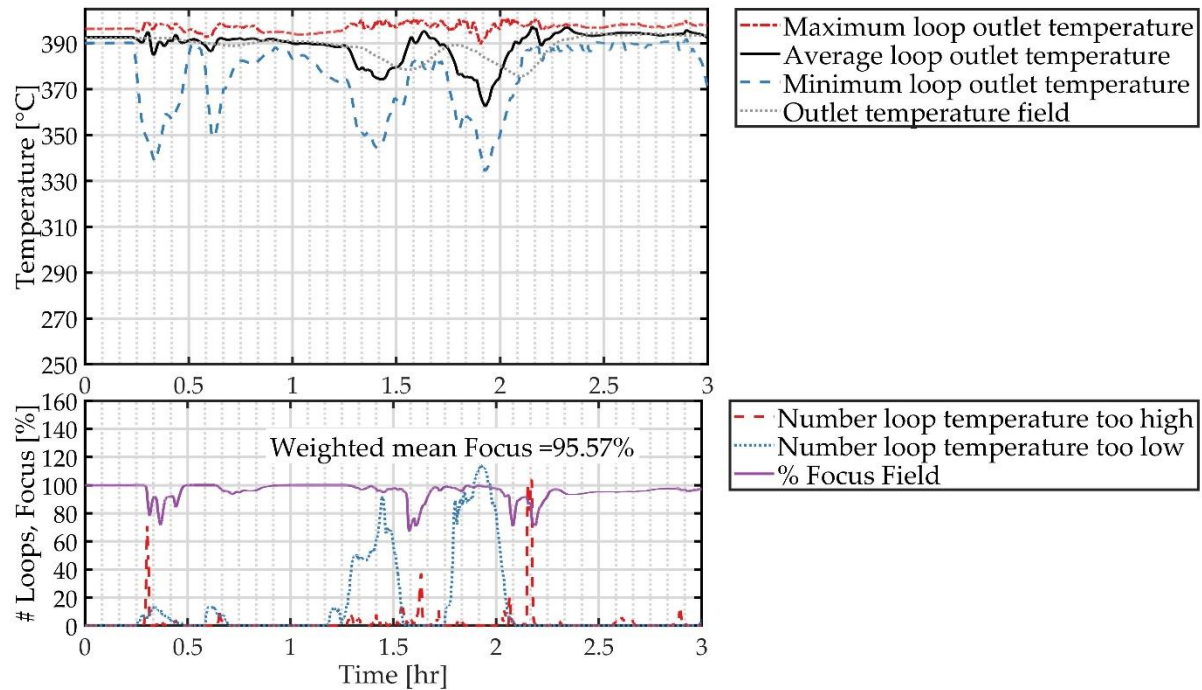 Temperature [°C]
390
370
350
330
310
290
270
250
0 0.5 1 1.5 2 2.5 3
Maximum loop outlet temperature
Average loop outlet temperature
Minimum loop outlet temperature
Outlet temperature field
# Loops, Focus [%]
160
140
120
100
80
60
40
20
0
Weighted mean Focus =95.57%
0 0.5 1 1.5 2 2.5 3
Time [hr]
Number loop temperature too high
Number loop temperature too low
% Focus Field